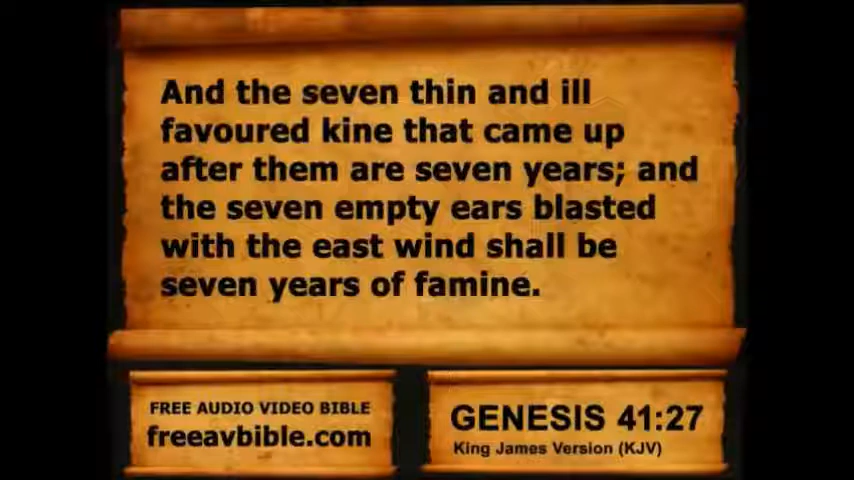 And the seven thin and ill
favoured kine that came up
after them are seven years; and
the seven empty ears blasted
with the east wind shall be
seven years of famine.
FREE AUDIO VIDEO BIBLE
freeavbible.com
GENESIS 41:27
King James Version (KJV)